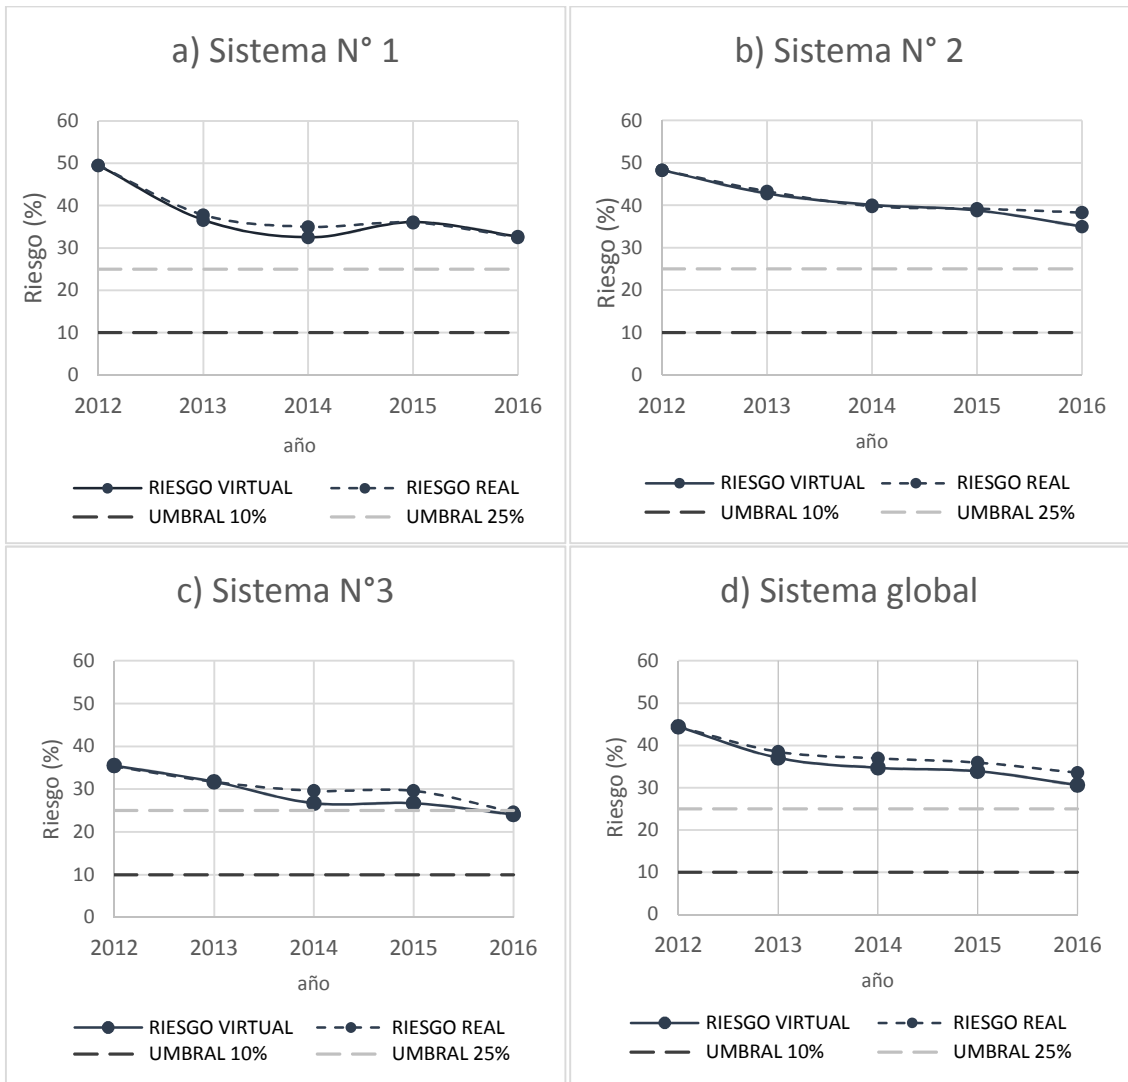 a) Sistema N° 1
60
50
40
30
20
10
0
Riesgo (%)
2012 2013 2014 2015 2016
año
RIESGO VIRTUAL RIESGO REAL
UMBRAL 10% UMBRAL 25%
b) Sistema N° 2
60
50
40
30
20
10
0
Riesgo (%)
2012 2013 2014 2015 2016
año
RIESGO VIRTUAL RIESGO REAL
UMBRAL 10% UMBRAL 25%
c) Sistema N°3
60
50
40
30
20
10
0
Riesgo (%)
2012 2013 2014 2015 2016
año
RIESGO VIRTUAL RIESGO REAL
UMBRAL 10% UMBRAL 25%
d) Sistema global
60
50
40
30
20
10
0
Riesgo (%)
2012 2013 2014 2015 2016
año
RIESGO VIRTUAL RIESGO REAL
UMBRAL 10% UMBRAL 25%